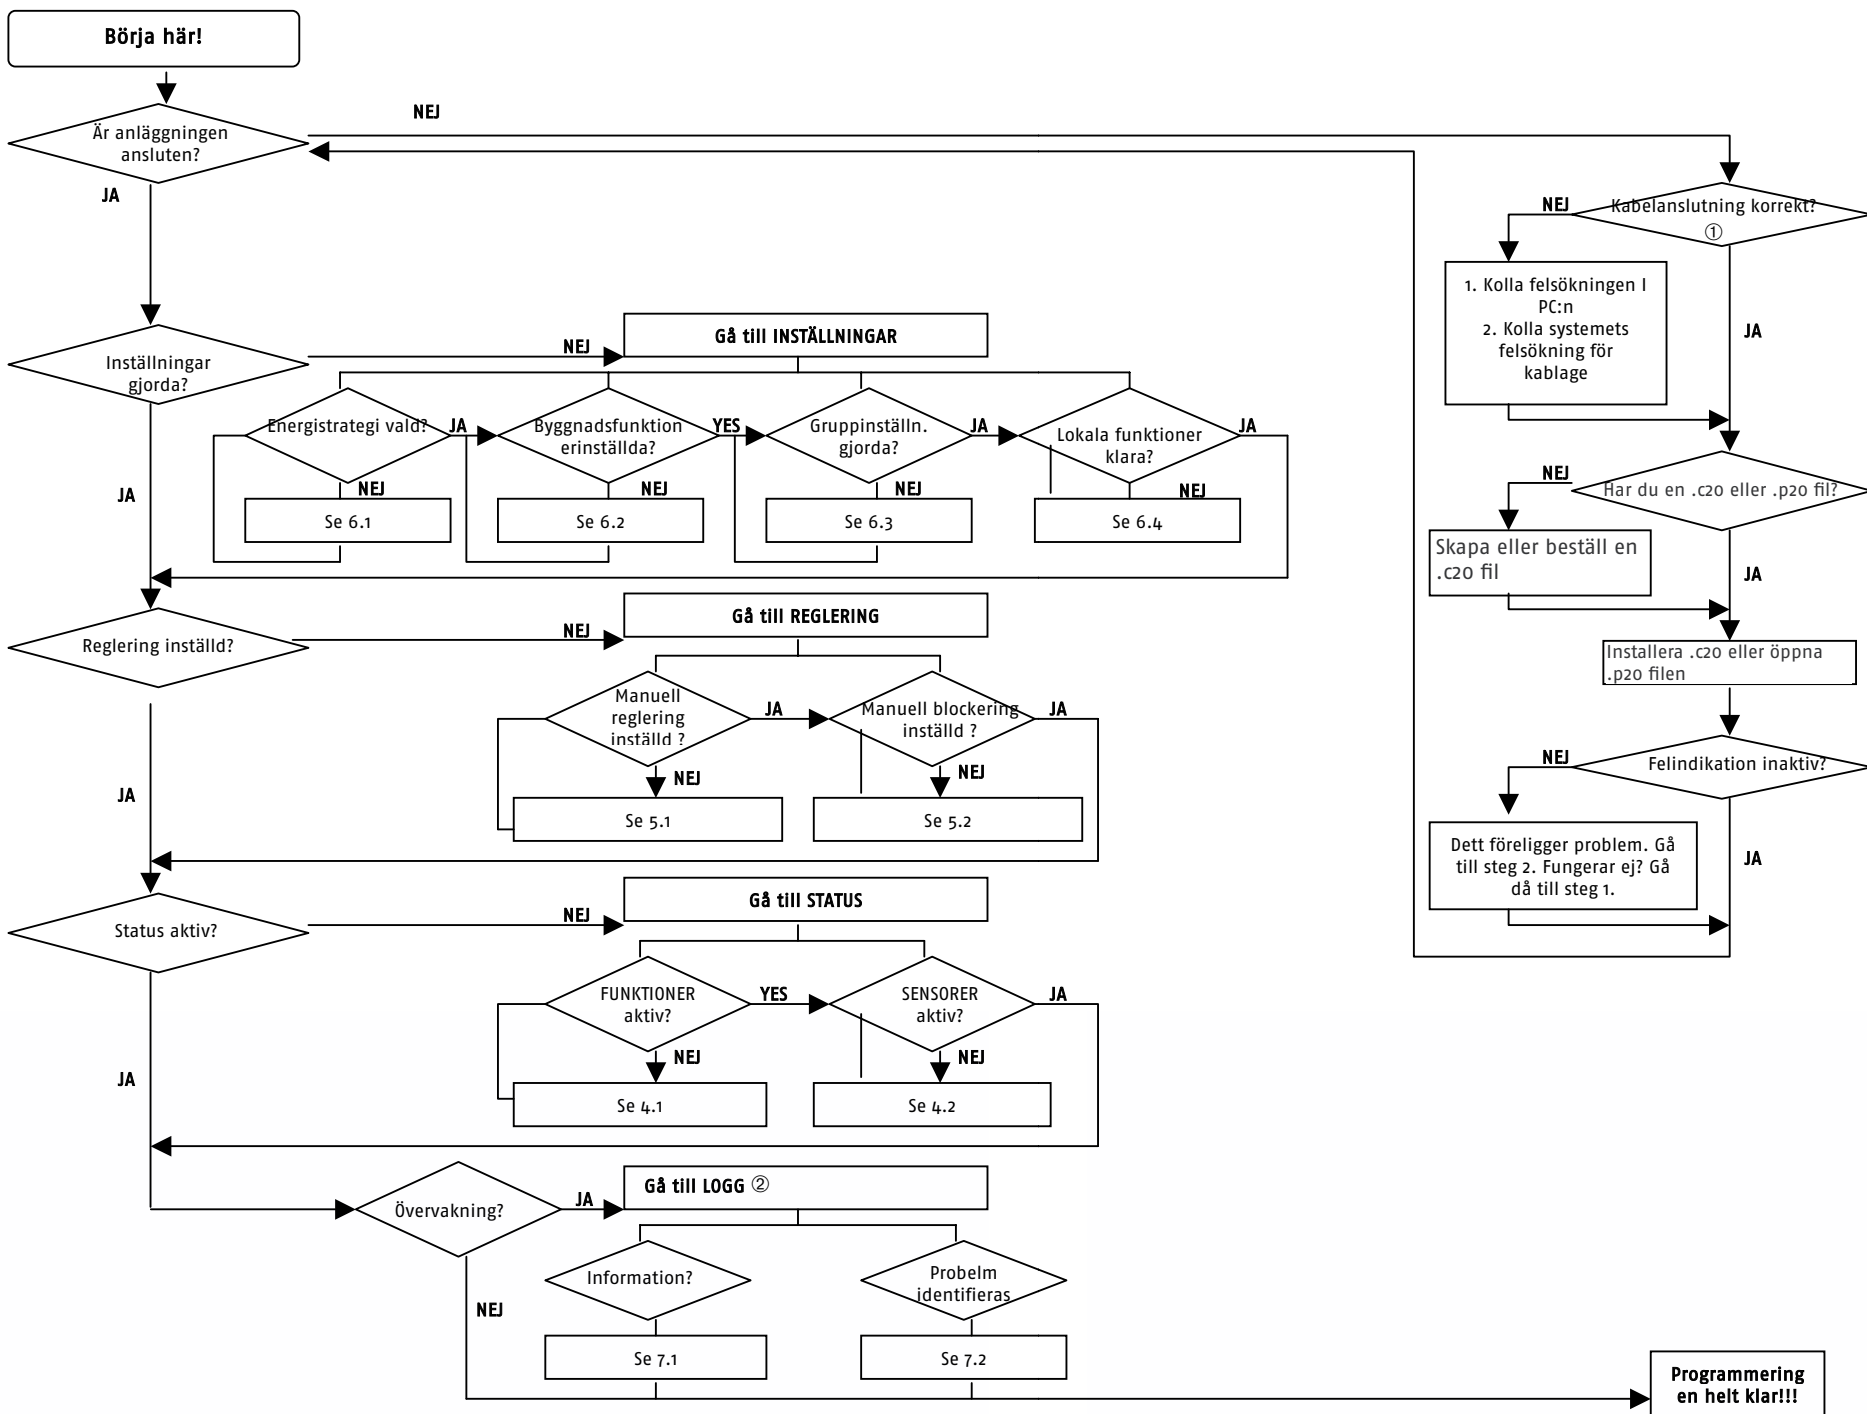 Börja här!
Är anläggningen
ansluten?
NEJ
JA
Kabelanslutning korrekt?
①
NEJ
JA
1. Kolla felsökningen I
PC:n
2. Kolla systemets
felsökning för
kablage
Har du en .c20 eller .p20 fil?
NEJ
JA
Skapa eller beställ en
.c20 fil
Installera .c20 eller öppna
.p20 filen
Felindikation inaktiv?
NEJ
JA
Dett föreligger problem. Gå
till steg 2. Fungerar ej? Gå
då till steg 1.
Inställningar
gjorda?
NEJ
JA
Gå till INSTÄLLNINGAR
Energistrategi vald?
JA
NEJ
Se 6.1
Byggnadsfunktion
erinställda?
YES
NEJ
Se 6.2
Gruppinställn.
gjorda?
JA
NEJ
Se 6.3
Lokala funktioner
klara?
JA
NEJ
Se 6.4
Reglering inställd?
NEJ
JA
Gå till REGLERING
Manuell
reglering
inställd ?
JA
NEJ
Se 5.1
Manuell blockering
inställd ?
JA
NEJ
Se 5.2
Status aktiv?
NEJ
JA
Gå till STATUS
FUNKTIONER
aktiv?
YES
NEJ
Se 4.1
SENSORER
aktiv?
JA
NEJ
Se 4.2
Övervakning?
JA
NEJ
Gå till LOGG ②
Information?
Se 7.1
Probelm
identifieras
Se 7.2
Programmering
en helt klar!!!